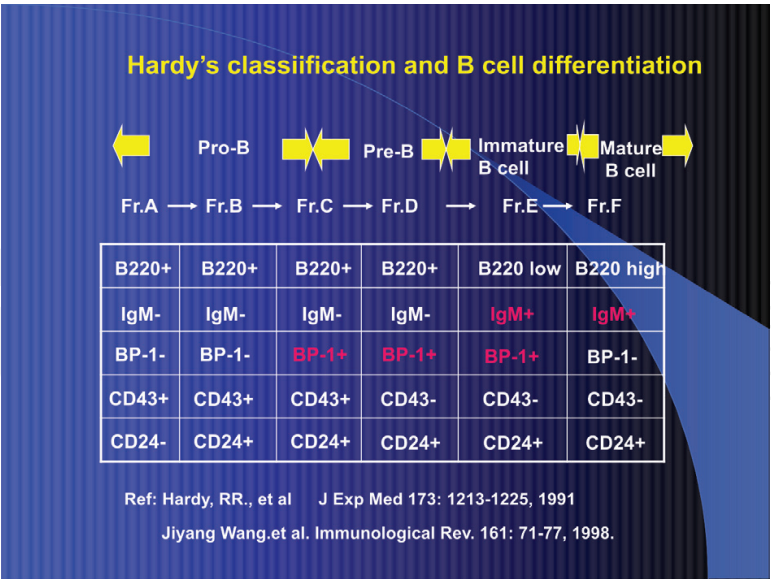 Hardy's classiification and B cell differentiation
Pro-B Pre-B Immature B cell Mature B cell
Fr.A Fr.B Fr.C Fr.D Fr.E Fr.F
B220+ B220+ B220+ B220+ B220 low B220 high
IgM- IgM- IgM- IgM- IgM+ IgM+
BP-1- BP-1- BP-1+ BP-1+ BP-1+ BP-1-
CD43+ CD43+ CD43+ CD43- CD43- CD43-
CD24- CD24+ CD24+ CD24+ CD24+ CD24+
Ref: Hardy, RR., et al J Exp Med 173: 1213-1225, 1991
Jiyang Wang.et al. Immunological Rev. 161: 71-77, 1998.